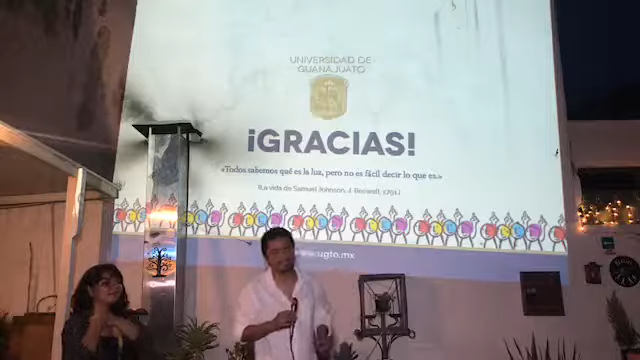 UNIVERSIDAD DE
GUANAJUATO
¡GRACIAS!
«Todos sabemos qué es la luz, pero no es fácil decir lo que es.»
(La vida de Samuel Johnson, J. Boswell, 1791.)
www.ugto.mx